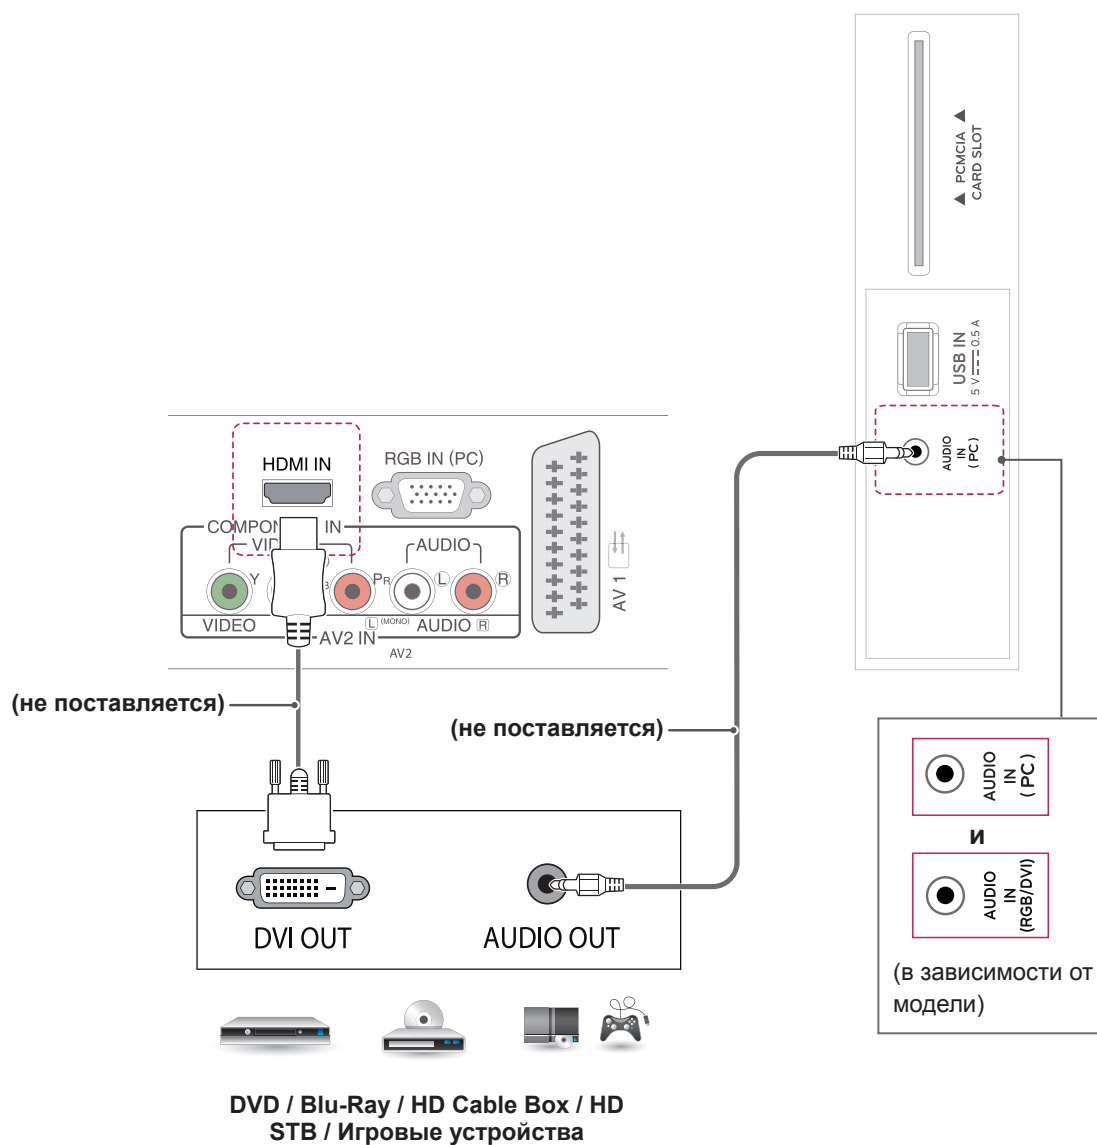 ▲ PCMCIA ▲
CARD SLOT
USB IN
5 V 0.5 A
AUDIO
IN
(PC)
HDMI IN
RGB IN (PC)
COMPON IN
VID
AUDIO
Y
B
PR
L
R
VIDEO
L (MONO) AUDIO R
AV2 IN
AV2
AV 1
(не поставляется)
(не поставляется)
DVI OUT
AUDIO OUT
AUDIO
IN
(PC)
и
AUDIO
IN
(RGB/DVI)
(в зависимости от
модели)
DVD / Blu-Ray / HD Cable Box / HD
STB / Игровые устройства